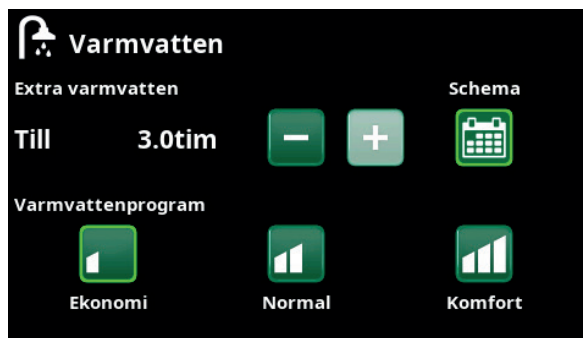 Varmvatten
Extra varmvatten
Schema
Till 3.0tim
Varmvattenprogram
Ekonomi
Normal
Komfort